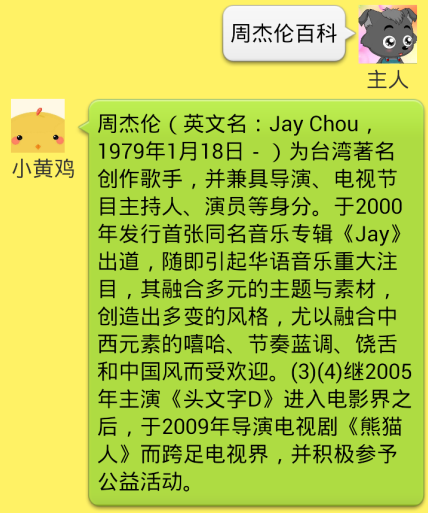 周杰伦百科
主人
小黄鸡
周杰伦（英文名：Jay Chou，
1979年1月18日－）为台湾著名
创作歌手，并兼具导演、电视节
目主持人、演员等身分。于2000
年发行首张同名音乐专辑《Jay》
出道，随即引起华语音乐重大注
目，其融合多元的主题与素材，
创造出多变的风格，尤以融合中
西元素的嘻哈、节奏蓝调、饶舌
和中国风而受欢迎。(3)(4)继2005
年主演《头文字D》进入电影界之
后，于2009年导演电视剧《熊猫
人》而跨足电视界，并积极参予
公益活动。